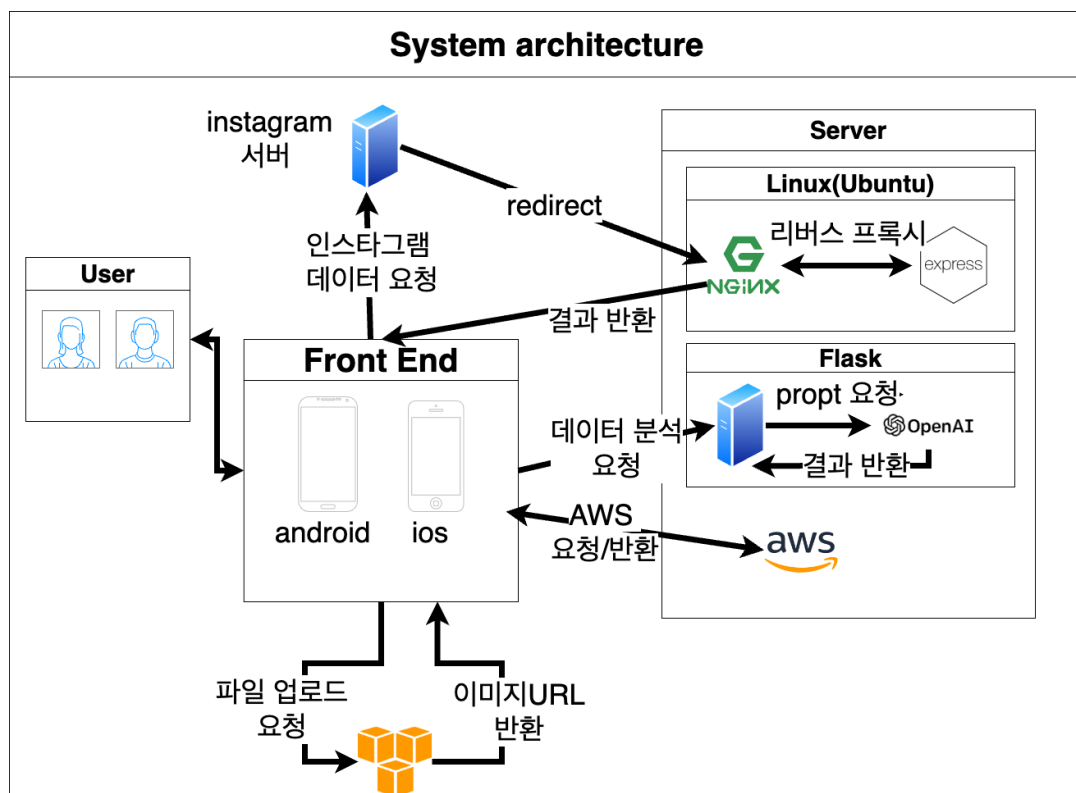 System architecture
instagram
서버
redirect
인스타그램
데이터 요청
결과 반환
User
Front End
android
ios
데이터 분석
요청
AWS
요청/반환
파일 업로드
요청
이미지URL
반환
Server
Linux(Ubuntu)
NGiNX
리버스 프록시
express
Flask
propt 요청
OpenAI
결과 반환
aws